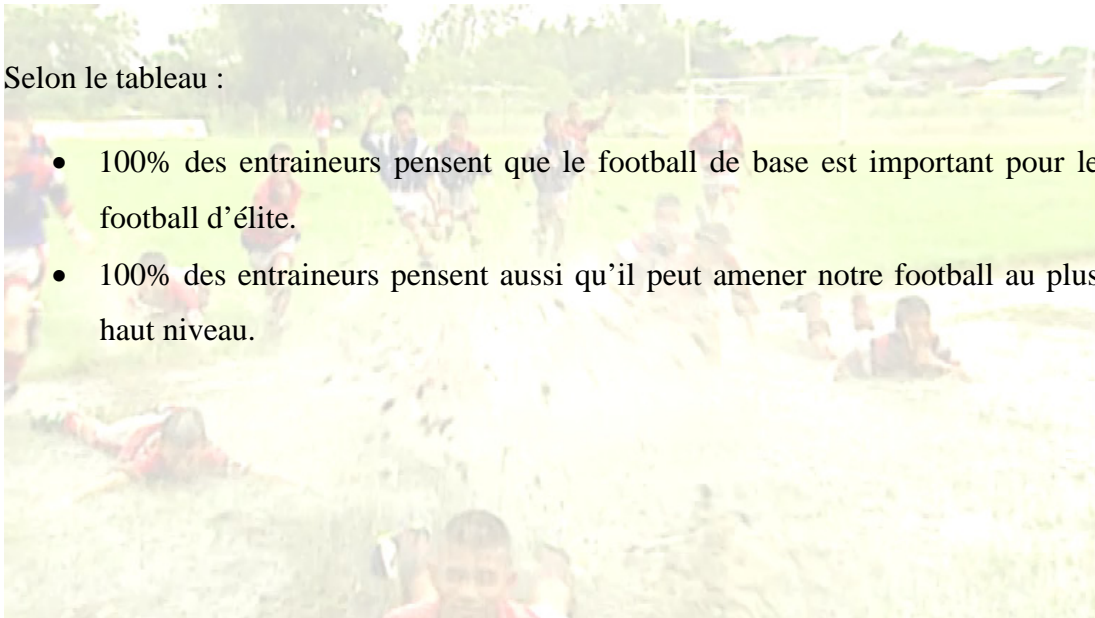 Selon le tableau :
• 100% des entraineurs pensent que le football de base est important pour le
football d’élite.
• 100% des entraineurs pensent aussi qu’il peut amener notre football au plus
haut niveau.